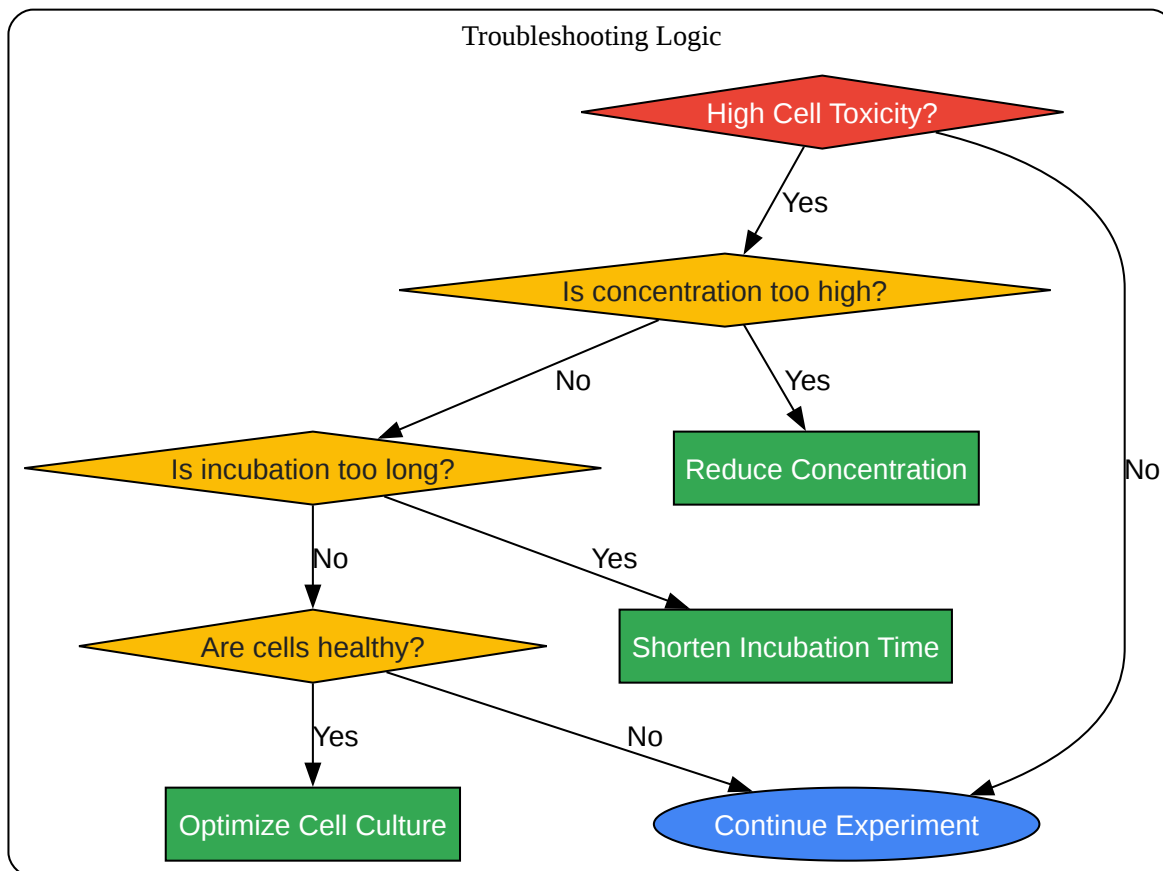 Troubleshooting Logic
High Cell Toxicity?
Yes
Is concentration too high?
No
Yes
Is incubation too long?
Reduce Concentration
No
No
Yes
Are cells healthy?
Shorten Incubation Time
Yes
No
Optimize Cell Culture
Continue Experiment